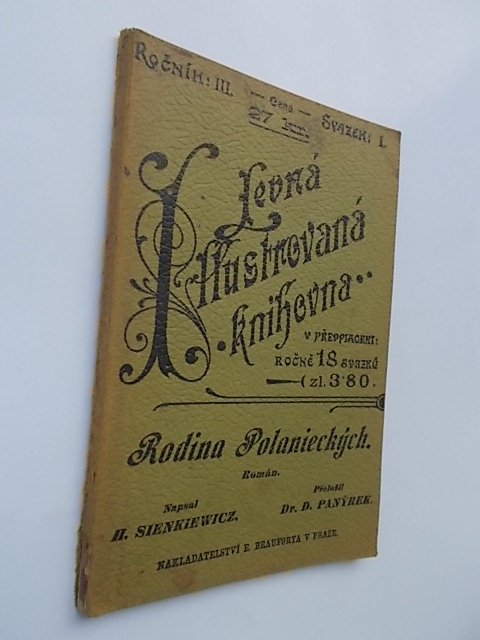 Ročník: III.
— Cena —
27 kr.
Svazek: 1.
Levná
Illustrovaná
knihovna
v předplacení:
ročně 18 svazků
— ( zl. 3·80.
Rodina Polanieckých.
Román.
Napsal
H. SIENKIEWICZ.
Přeložil
Dr. D. PANÝREK.
NAKLADATELSTVÍ E. BEAUFORTA V PRAZE.